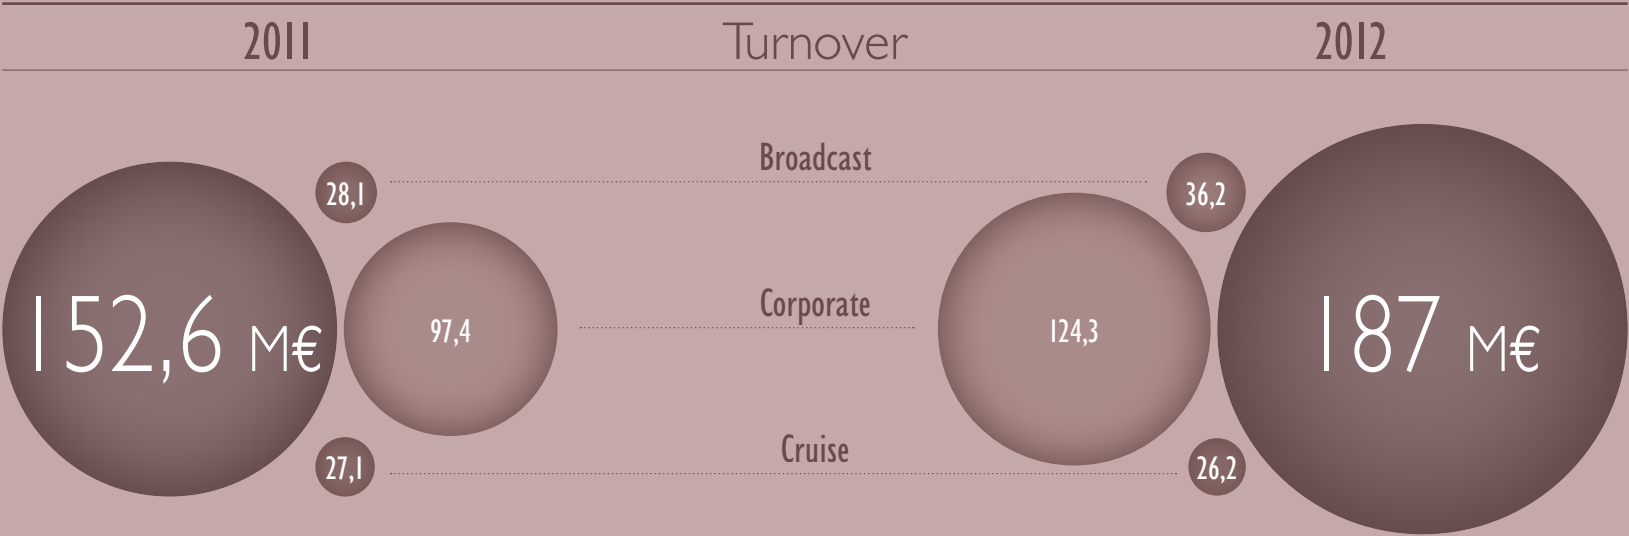 2011 Turnover 2012
Broadcast
28,1 36,2
Corporate
152,6 M€ 97,4 124,3 187 M€
Cruise
27,1 26,2